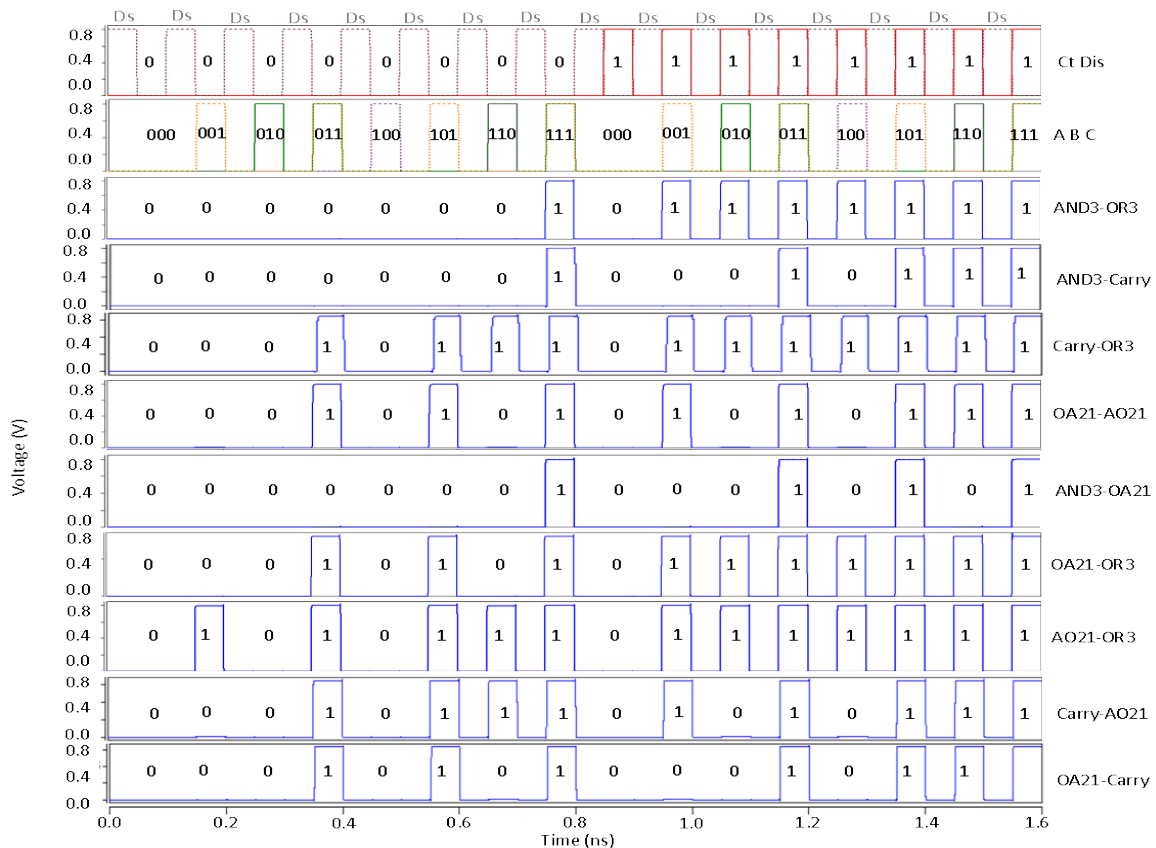 Ds Ds Ds Ds Ds Ds Ds Ds Ds Ds Ds Ds Ds Ds Ds Ds
0.8
0.4 0 0 0 0 0 0 0 0 1 1 1 1 1 1 1 1 Ct Dis
0.0
0.8
0.4 000 001 010 011 100 101 110 111 000 001 010 011 100 101 110 111 A B C
0.0
0.8
0.4 0 0 0 0 0 0 0 1 0 1 1 1 1 1 1 1 AND3-OR3
0.0
0.8
0.4 0 0 0 0 0 0 0 1 0 0 0 1 0 1 1 1 AND3-Carry
0.0
0.8
0.4 0 0 0 1 0 1 1 1 0 1 1 1 1 1 1 1 Carry-OR3
0.0
0.8
0.4 0 0 0 1 0 1 0 1 0 1 0 1 0 1 1 1 OA21-AO21
0.0
0.8
0.4 0 0 0 0 0 0 0 1 0 0 0 1 0 1 0 1 AND3-OA21
0.0
0.8
0.4 0 0 0 1 0 1 0 1 0 1 1 1 1 1 1 1 OA21-OR3
0.0
0.8
0.4 0 1 0 1 0 1 1 1 0 1 1 1 1 1 1 1 AO21-OR3
0.0
0.8
0.4 0 0 0 1 0 1 1 1 0 1 0 1 0 1 1 1 Carry-AO21
0.0
0.8
0.4 0 0 0 1 0 1 0 1 0 0 0 1 0 1 1 OA21-Carry
0.0
0.0 0.2 0.4 0.6 0.8 1.0 1.2 1.4 1.6
Time (ns)
Voltage (V)